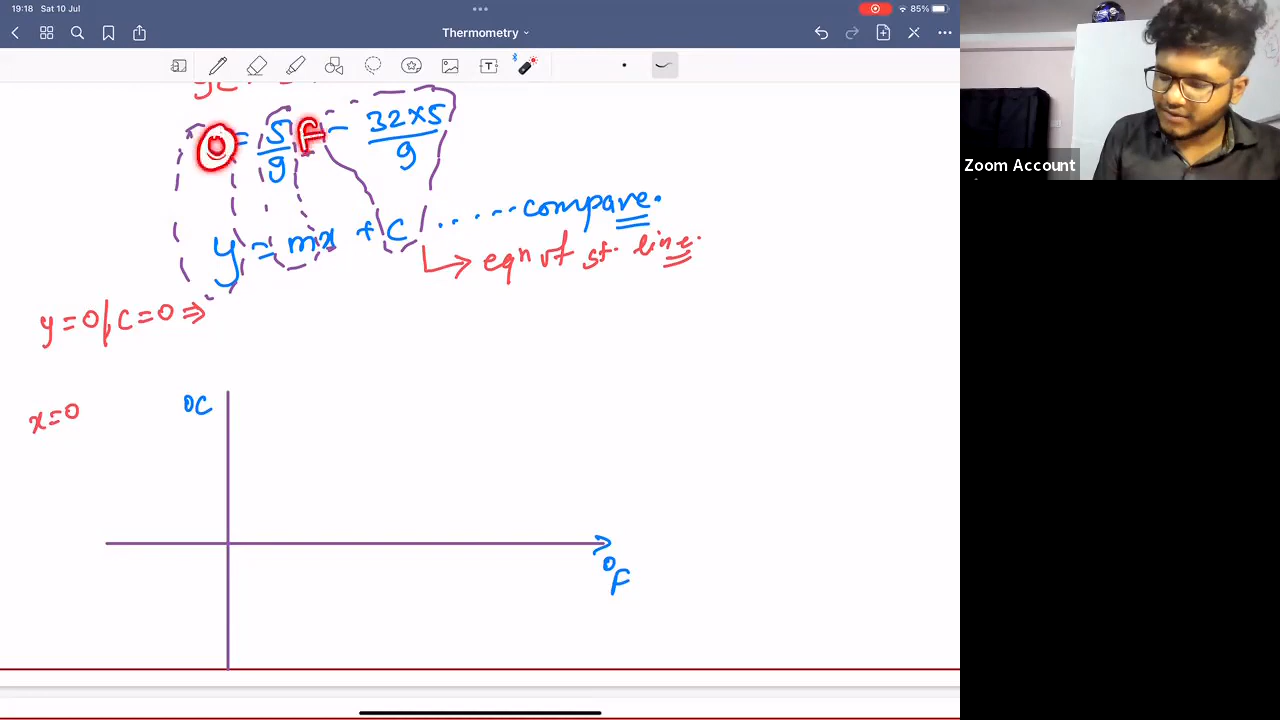 19:18 Sat 10 Jul
85%
Thermometry
= 5/9 F - 32×5/9
y = mx + c ...... compare.
→ eqn of st. line.
y=0/c=0 ⇒
x=0
°C
°F
Zoom Account